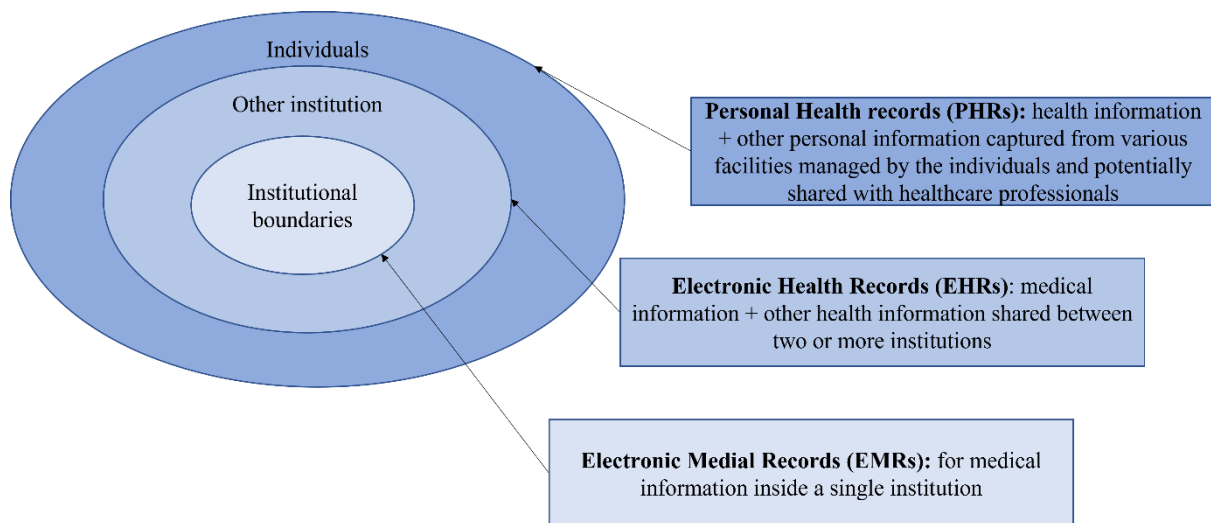 Individuals
Other institution
Institutional
boundaries
Personal Health records (PHRs): health information
+ other personal information captured from various
facilities managed by the individuals and potentially
shared with healthcare professionals
Electronic Health Records (EHRs): medical
information + other health information shared between
two or more institutions
Electronic Medial Records (EMRs): for medical
information inside a single institution